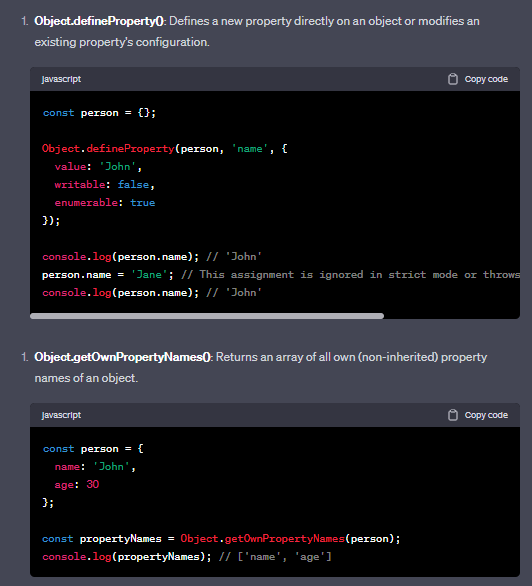 1. Object.defineProperty(): Defines a new property directly on an object or modifies an
existing property's configuration.
javascript Copy code
const person = {};
Object.defineProperty(person, 'name', {
  value: 'John',
  writable: false,
  enumerable: true
});
console.log(person.name); // 'John'
person.name = 'Jane'; // This assignment is ignored in strict mode or throws
console.log(person.name); // 'John'
1. Object.getOwnPropertyNames(): Returns an array of all own (non-inherited) property
names of an object.
javascript Copy code
const person = {
  name: 'John',
  age: 30
};
const propertyNames = Object.getOwnPropertyNames(person);
console.log(propertyNames); // ['name', 'age']